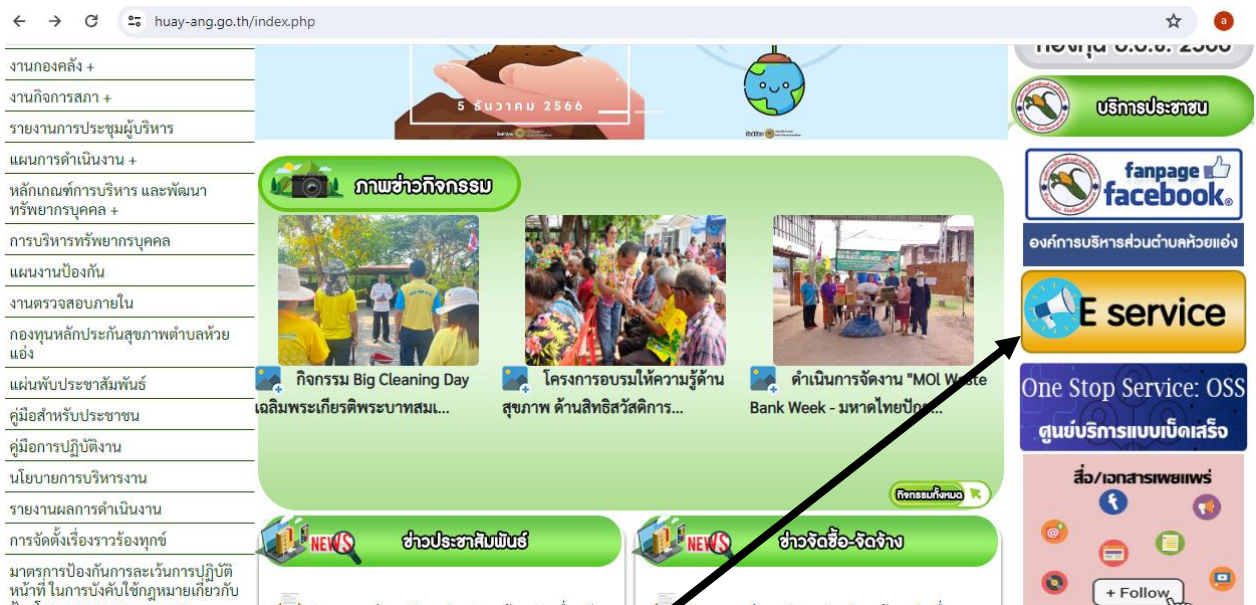 huay-ang.go.th/index.php
a
งานกองคลัง +
งานกิจการสภา +
รายงานการประชุมผู้บริหาร
แผนการดำเนินงาน +
หลักเกณฑ์การบริหาร และพัฒนา
ทรัพยากรบุคคล +
การบริหารทรัพยากรบุคคล
แผนงานป้องกัน
งานตรวจสอบภายใน
กองทุนหลักประกันสุขภาพตำบลห้วย
แอ่ง
แผ่นพับประชาสัมพันธ์
คู่มือสำหรับประชาชน
คู่มือการปฏิบัติงาน
นโยบายการบริหารงาน
รายงานผลการดำเนินงาน
การจัดตั้งเรื่องราวร้องทุกข์
มาตรการป้องกันการละเว้นการปฏิบัติ
หน้าที่ ในการบังคับใช้กฎหมายเกี่ยวกับ
5 ธันวาคม 2566
ภาพข่าวกิจกรรม
กิจกรรม Big Cleaning Day
เฉลิมพระเกียรติพระบาทสมเ...
โครงการอบรมให้ความรู้ด้าน
สุขภาพ ด้านสิทธิสวัสดิการ...
ดำเนินการจัดงาน "MOI Waste
Bank Week - มหาดไทยปัก...
กิจกรรมทั้งหมด
NEWS
ข่าวประชาสัมพันธ์
NEWS
ข่าวจัดซื้อ-จัดจ้าง
บริการประชาชน
fanpage
facebook.
องค์การบริหารส่วนตำบลห้วยแอ่ง
E service
One Stop Service: OSS
ศูนย์บริการแบบเบ็ดเสร็จ
สื่อ/เอกสารเผยแพร่
+ Follow